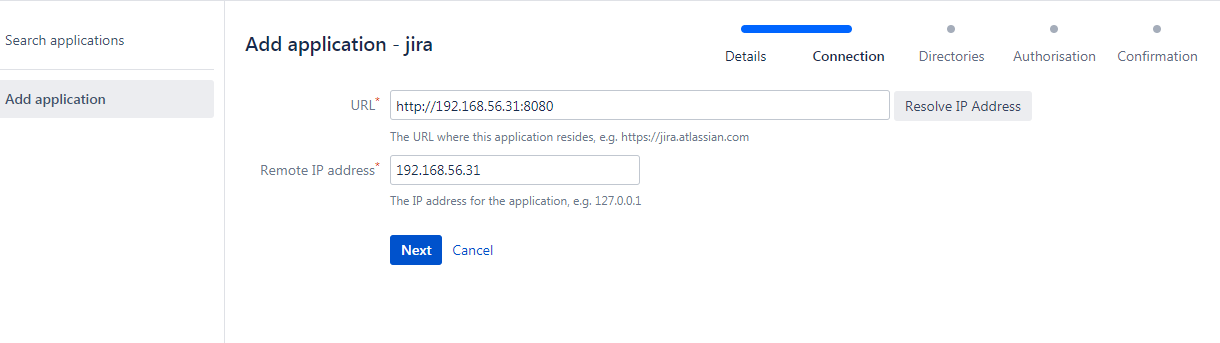 Search applications
Add application
Add application - jira
Details
Connection
Directories
Authorisation
Confirmation
URL*
http://192.168.56.31:8080
Resolve IP Address
The URL where this application resides, e.g. https://jira.atlassian.com
Remote IP address*
192.168.56.31
The IP address for the application, e.g. 127.0.0.1
Next
Cancel